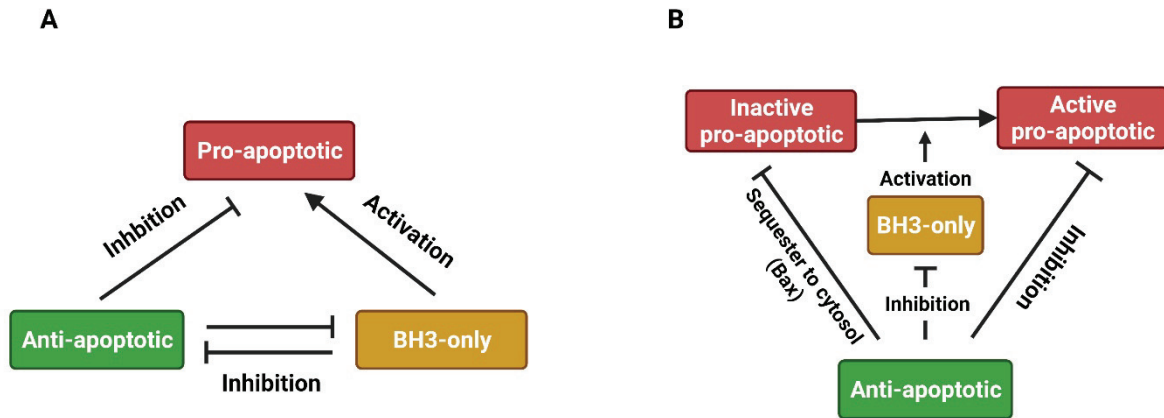 A
Pro-apoptotic
Inhbition
Activation
Anti-apoptotic
BH3-only
Inhibition
B
Inactive
pro-apoptotic
Active
pro-apoptotic
Activation
BH3-only
Sequester to cytosol
(Bax)
Inhibition
Inhibition
Anti-apoptotic